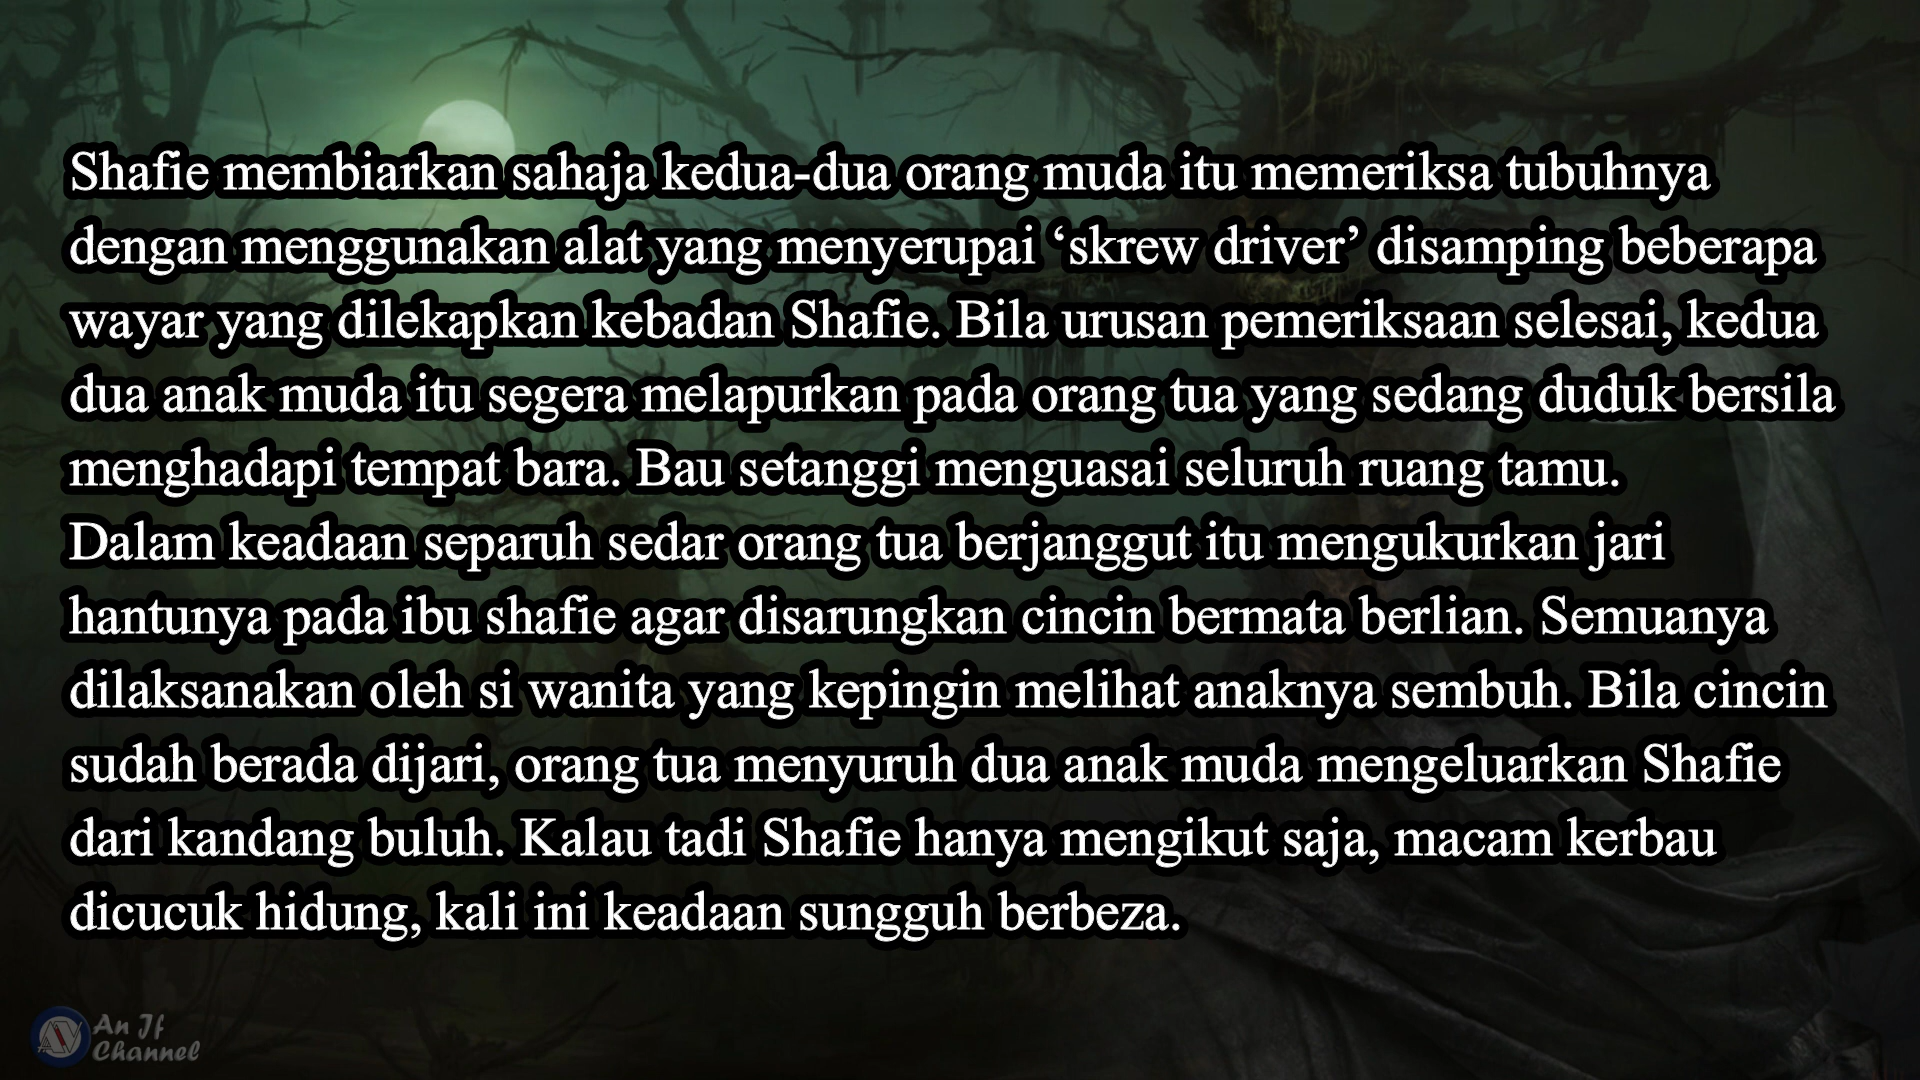 Shafie membiarkan sahaja kedua-dua orang muda itu memeriksa tubuhnya
dengan menggunakan alat yang menyerupai ‘skrew driver’ disamping beberapa
wayar yang dilekapkan kebadan Shafie. Bila urusan pemeriksaan selesai, kedua
dua anak muda itu segera melapurkan pada orang tua yang sedang duduk bersila
menghadapi tempat bara. Bau setanggi menguasai seluruh ruang tamu.
Dalam keadaan separuh sedar orang tua berjanggut itu mengukurkan jari
hantunya pada ibu shafie agar disarungkan cincin bermata berlian. Semuanya
dilaksanakan oleh si wanita yang kepingin melihat anaknya sembuh. Bila cincin
sudah berada dijari, orang tua menyuruh dua anak muda mengeluarkan Shafie
dari kandang buluh. Kalau tadi Shafie hanya mengikut saja, macam kerbau
dicucuk hidung, kali ini keadaan sungguh berbeza.
An If
Channel